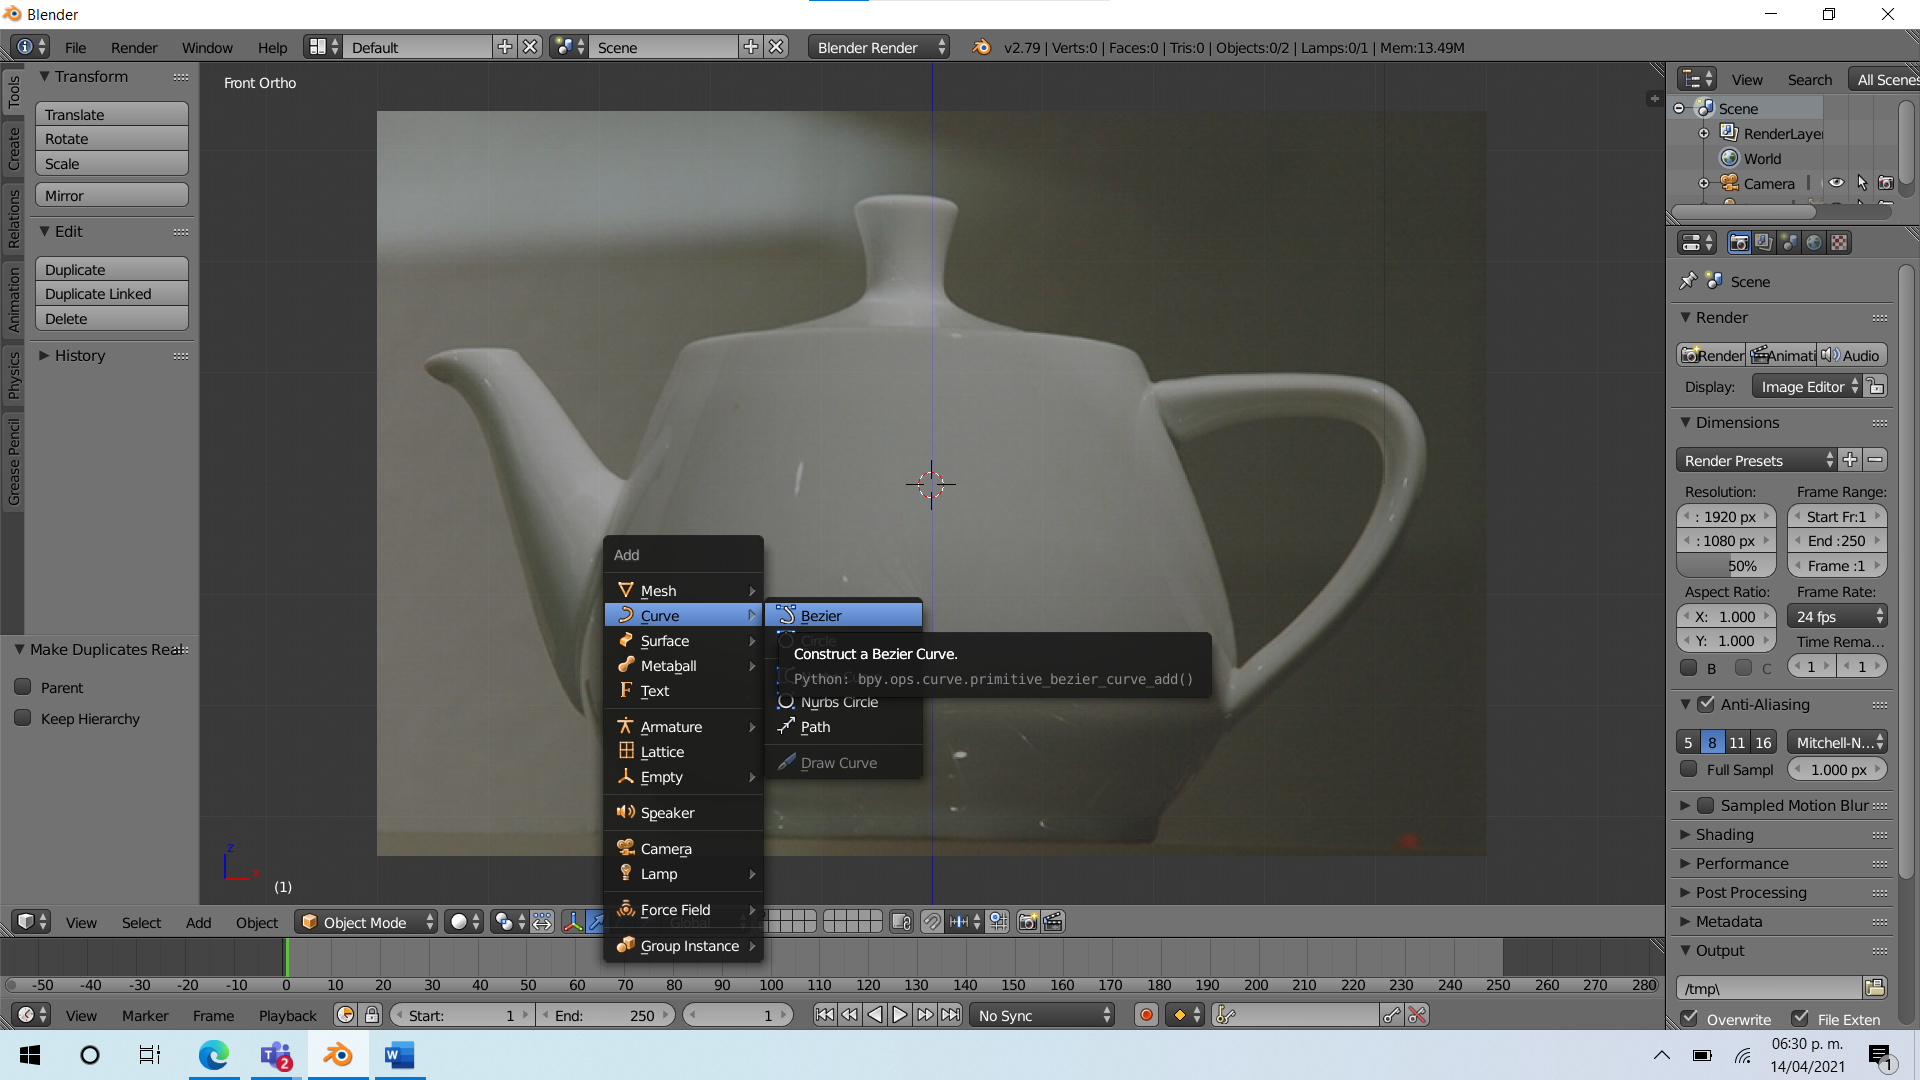 Blender
File Render Window Help Default Scene Blender Render v2.79 | Verts:0 | Faces:0 | Tris:0 | Objects:0/2 | Lamps:0/1 | Mem:13.49M
Tools
Create
Relations
Animation
Physics
Grease Pencil
Transform
Translate
Rotate
Scale
Mirror
Edit
Duplicate
Duplicate Linked
Delete
History
Make Duplicates Real
Parent
Keep Hierarchy
Front Ortho
Add
Mesh
Curve
Surface
Metaball
Text
Armature
Lattice
Empty
Speaker
Camera
Lamp
Force Field
Group Instance
Bezier
Circle
Construct a Bezier Curve.
Python: bpy.ops.curve.primitive_bezier_curve_add()
Nurbs Circle
Path
Draw Curve
z
x
(1)
View Select Add Object Object Mode Global
-50 -40 -30 -20 -10 0 10 20 30 40 50 60 70 80 90 100 110 120 130 140 150 160 170 180 190 200 210 220 230 240 250 260 270 280
View Marker Frame Playback Start: 1 End: 250 1 No Sync
View Search All Scenes
Scene
RenderLayer
World
Camera
Scene
Render
Render Animati Audio
Display: Image Editor
Dimensions
Render Presets
Resolution: Frame Range:
: 1920 px Start Fr:1
: 1080 px End :250
50% Frame :1
Aspect Ratio: Frame Rate:
X: 1.000 24 fps
Y: 1.000 Time Rema...
B C 1 1
Anti-Aliasing
5 8 11 16 Mitchell-N...
Full Sampl 1.000 px
Sampled Motion Blur
Shading
Performance
Post Processing
Metadata
Output
/tmp\
Overwrite File Exten
2
06:30 p. m.
14/04/2021
1